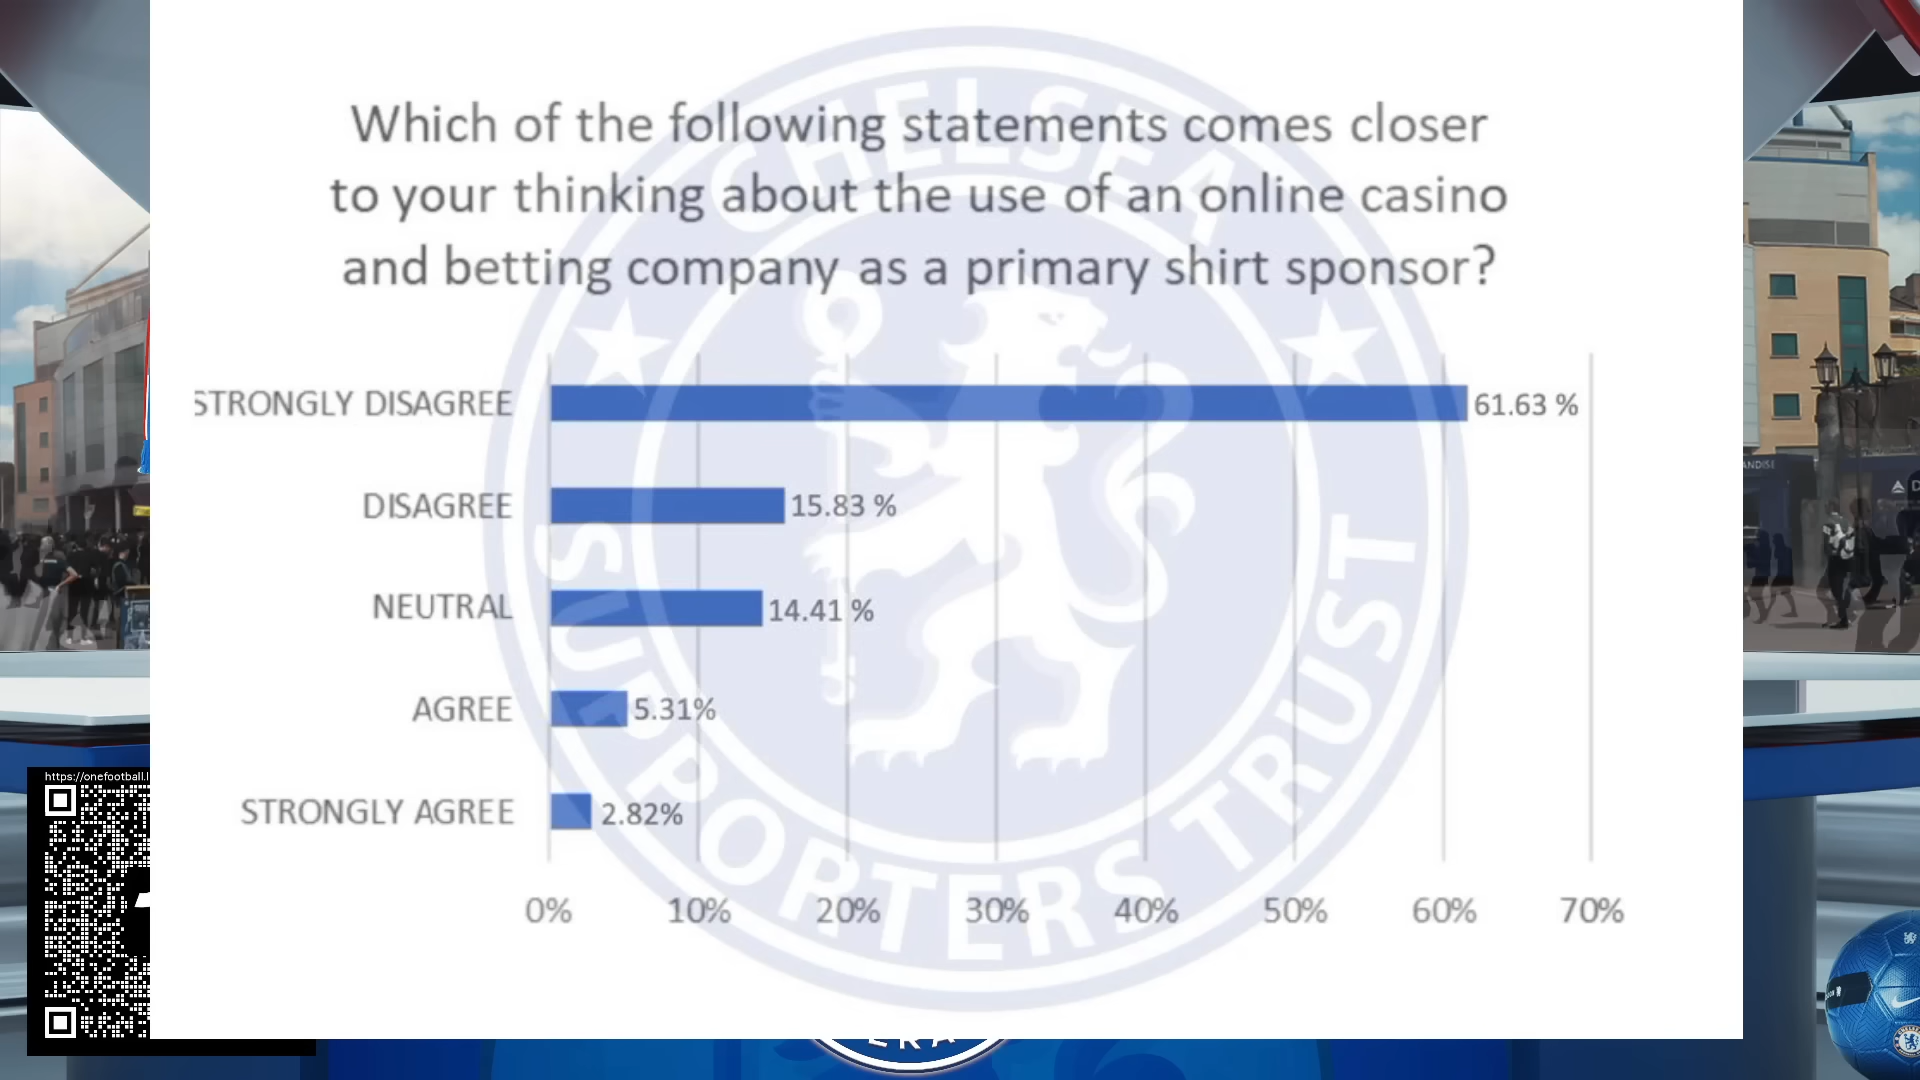 Which of the following statements comes closer
to your thinking about the use of an online casino
and betting company as a primary shirt sponsor?
STRONGLY DISAGREE 61.63 %
DISAGREE 15.83 %
NEUTRAL 14.41 %
AGREE 5.31%
STRONGLY AGREE 2.82%
0% 10% 20% 30% 40% 50% 60% 70%
CHELSEA
SUPPORTERS TRUST
https://onefootball.l
ANDISE